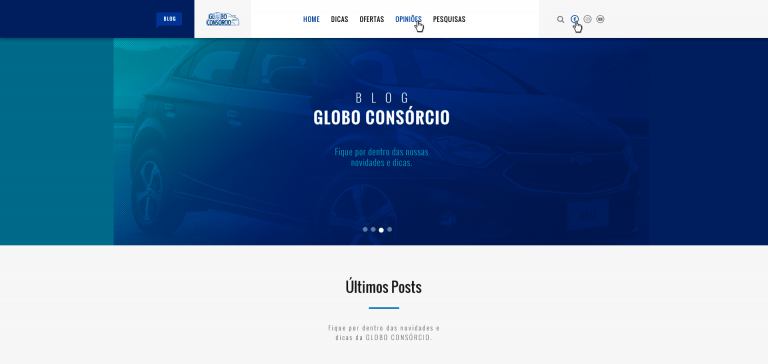 BLOG
GLOBO
CONSÓRCIO
HOME DICAS OFERTAS OPINIÕES PESQUISAS
BLOG
GLOBO CONSÓRCIO
Fique por dentro das nossas
novidades e dicas.
Últimos Posts
Fique por dentro das novidades e
dicas da GLOBO CONSÓRCIO.